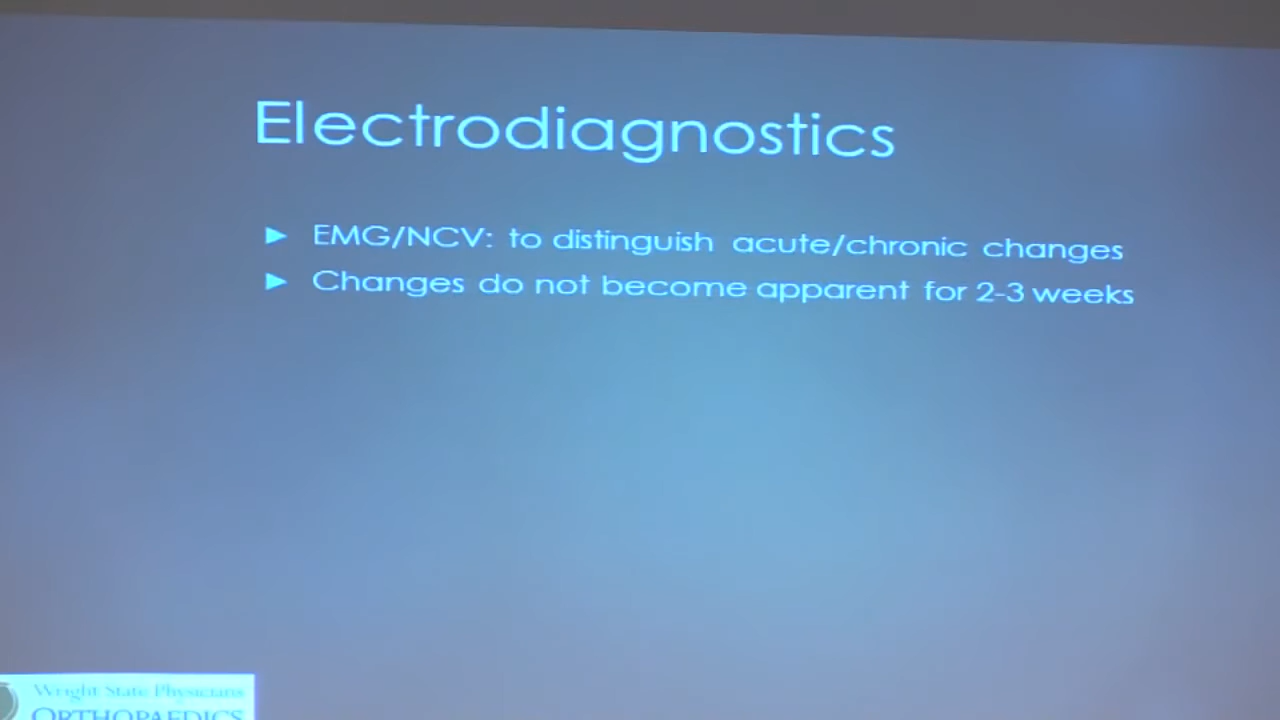 Electrodiagnostics
► EMG/NCV: to distinguish acute/chronic changes
► Changes do not become apparent for 2-3 weeks
Wright State Physicians
ORTHOPAEDICS